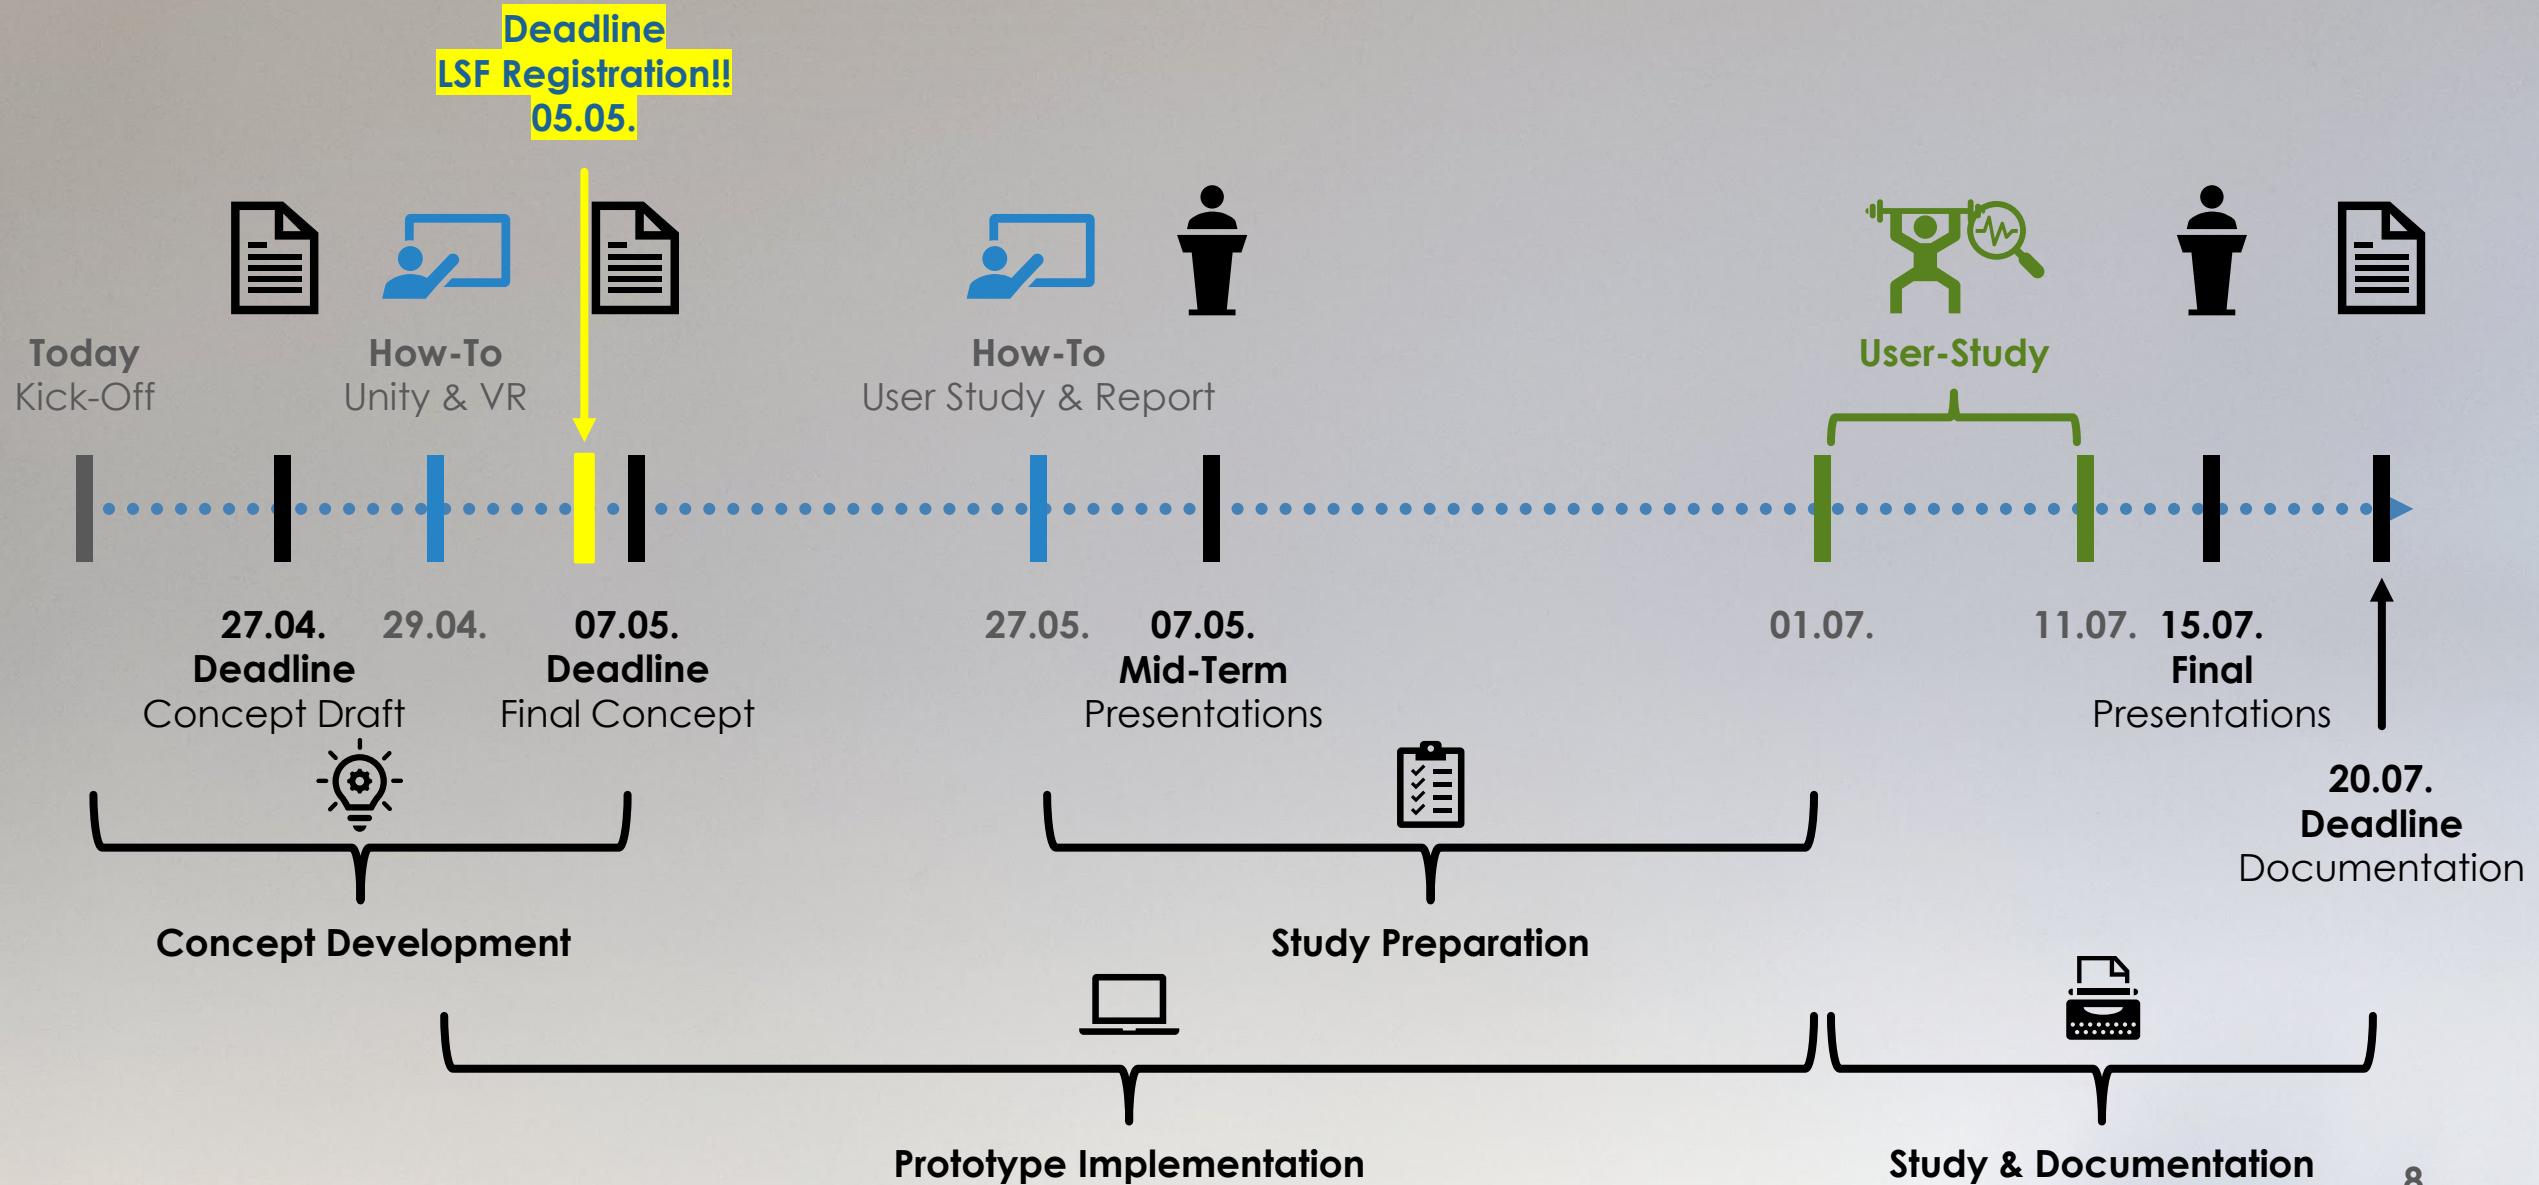 Deadline
LSF Registration!!
05.05.
Today
Kick-Off
How-To
Unity & VR
How-To
User Study & Report
User-Study
27.04.
Deadline
Concept Draft
29.04.
07.05.
Deadline
Final Concept
27.05.
07.05.
Mid-Term
Presentations
01.07.
11.07.
15.07.
Final
Presentations
20.07.
Deadline
Documentation
Concept Development
Study Preparation
Prototype Implementation
Study & Documentation
8